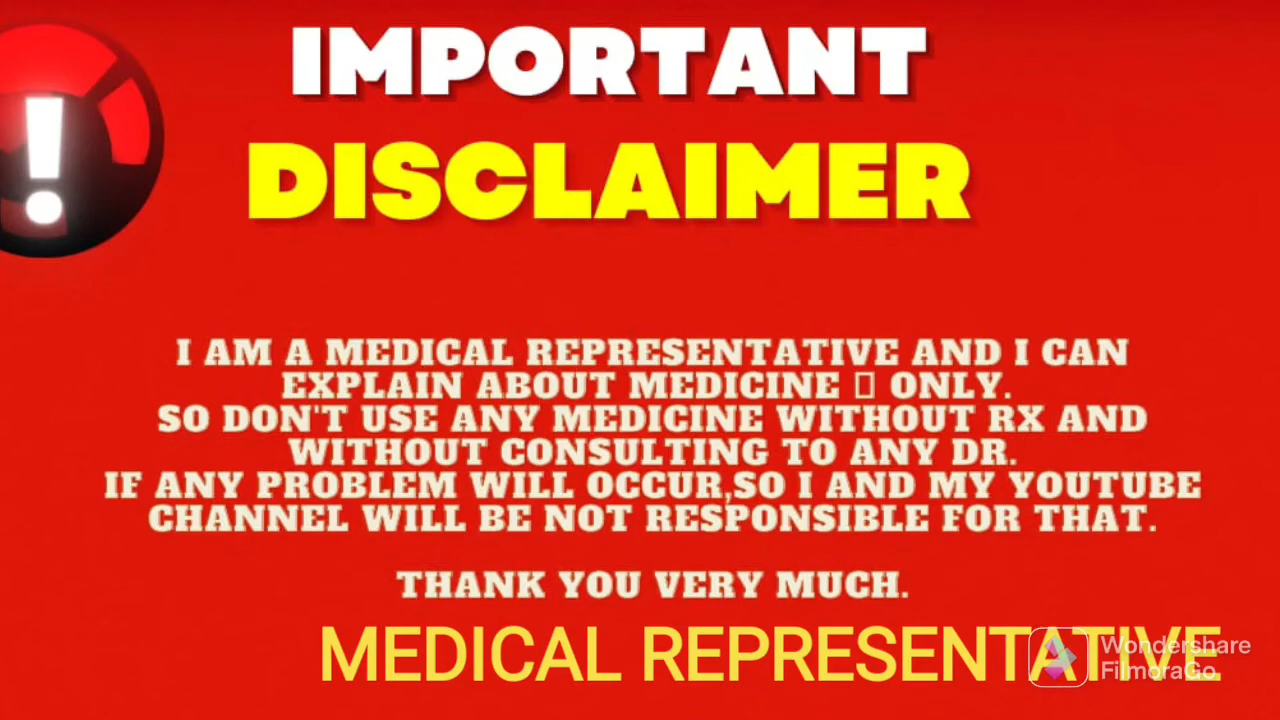 IMPORTANT
DISCLAIMER
I AM A MEDICAL REPRESENTATIVE AND I CAN
EXPLAIN ABOUT MEDICINE ▯ ONLY.
SO DON'T USE ANY MEDICINE WITHOUT RX AND
WITHOUT CONSULTING TO ANY DR.
IF ANY PROBLEM WILL OCCUR,SO I AND MY YOUTUBE
CHANNEL WILL BE NOT RESPONSIBLE FOR THAT.
THANK YOU VERY MUCH.
MEDICAL REPRESENTATIVE
Wondershare
FilmoraGo